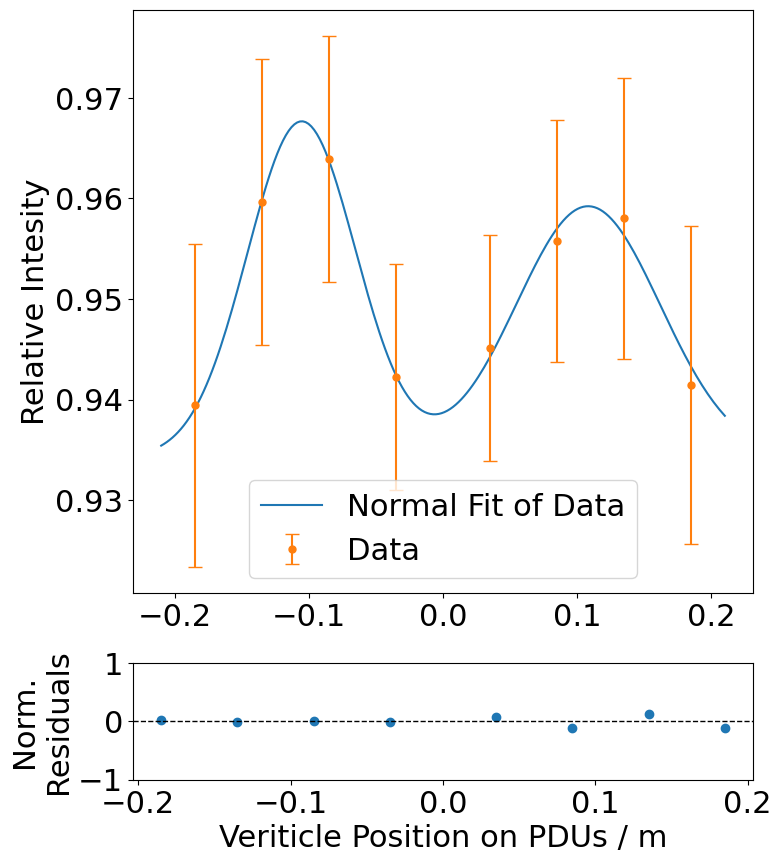 Relative Intesity
0.97
0.96
0.95
0.94
0.93
Normal Fit of Data
Data
−0.2 −0.1 0.0 0.1 0.2
Norm.
Residuals
1
0
−1
−0.2 −0.1 0.0 0.1 0.2
Veriticle Position on PDUs / m